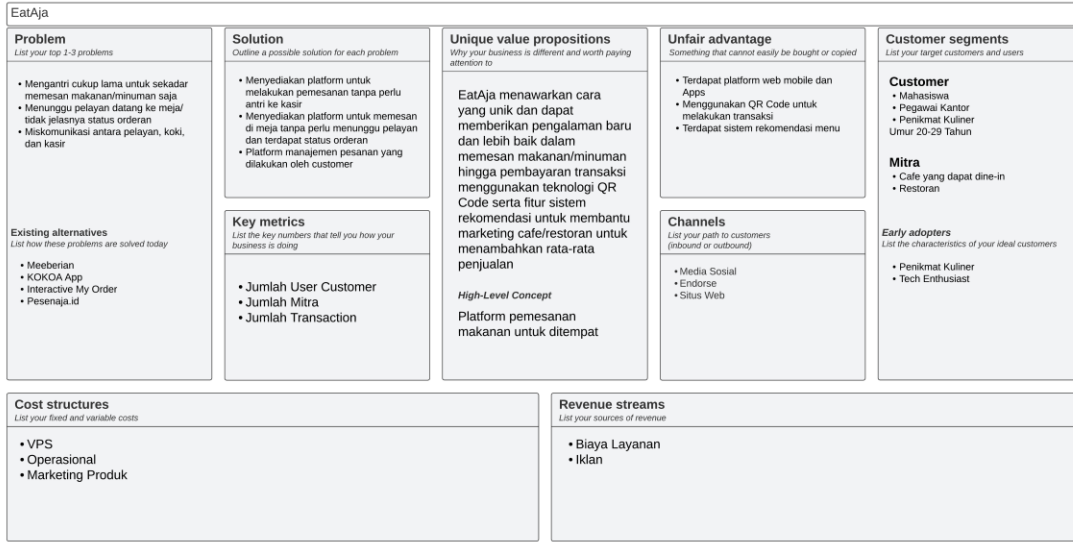 EatAja
Problem
List your top 1-3 problems
• Mengantri cukup lama untuk sekadar
memesan makanan/minuman saja
• Menunggu pelayan datang ke meja/
tidak jelasnya status orderan
• Miskomunikasi antara pelayan, koki,
dan kasir
Existing alternatives
List how these problems are solved today
• Meeberian
• KOKOA App
• Interactive My Order
• Pesenaja.id
Solution
Outline a possible solution for each problem
• Menyediakan platform untuk
melakukan pemesanan tanpa perlu
antri ke kasir
• Menyediakan platform untuk memesan
di meja tanpa perlu menunggu pelayan
dan terdapat status orderan
• Platform manajemen pesanan yang
dilakukan oleh customer
Key metrics
List the key numbers that tell you how your
business is doing
• Jumlah User Customer
• Jumlah Mitra
• Jumlah Transaction
Unique value propositions
Why your business is different and worth paying
attention to
EatAja menawarkan cara
yang unik dan dapat
memberikan pengalaman baru
dan lebih baik dalam
memesan makanan/minuman
hingga pembayaran transaksi
menggunakan teknologi QR
Code serta fitur sistem
rekomendasi untuk membantu
marketing cafe/restoran untuk
menambahkan rata-rata
penjualan
High-Level Concept
Platform pemesanan
makanan untuk ditempat
Unfair advantage
Something that cannot easily be bought or copied
• Terdapat platform web mobile dan
Apps
• Menggunakan QR Code untuk
melakukan transaksi
• Terdapat sistem rekomendasi menu
Channels
List your path to customers
(inbound or outbound)
• Media Sosial
• Endorse
• Situs Web
Customer segments
List your target customers and users
Customer
• Mahasiswa
• Pegawai Kantor
• Penikmat Kuliner
Umur 20-29 Tahun
Mitra
• Cafe yang dapat dine-in
• Restoran
Early adopters
List the characteristics of your ideal customers
• Penikmat Kuliner
• Tech Enthusiast
Cost structures
List your fixed and variable costs
• VPS
• Operasional
• Marketing Produk
Revenue streams
List your sources of revenue
• Biaya Layanan
• Iklan